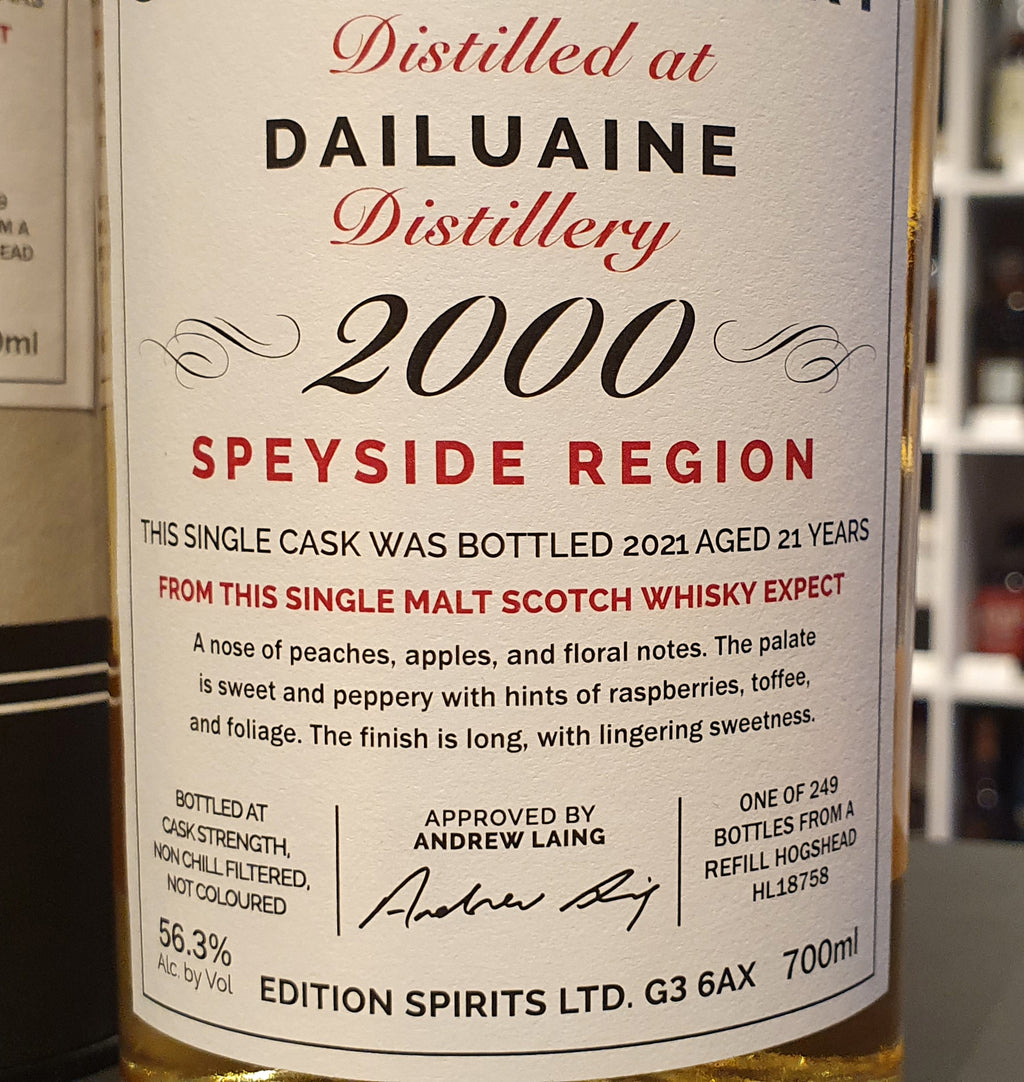 Distilled at
DAILUAINE
Distillery
2000
SPEYSIDE REGION
THIS SINGLE CASK WAS BOTTLED 2021 AGED 21 YEARS
FROM THIS SINGLE MALT SCOTCH WHISKY EXPECT
A nose of peaches, apples, and floral notes. The palate
is sweet and peppery with hints of raspberries, toffee,
and foliage. The finish is long, with lingering sweetness.
BOTTLED AT
CASK STRENGTH,
NON CHILL FILTERED,
NOT COLOURED
56.3%
Alc. by Vol
APPROVED BY
ANDREW LAING
Andrew Laing
ONE OF 249
BOTTLES FROM A
REFILL HOGSHEAD
HL18758
700ml
EDITION SPIRITS LTD. G3 6AX